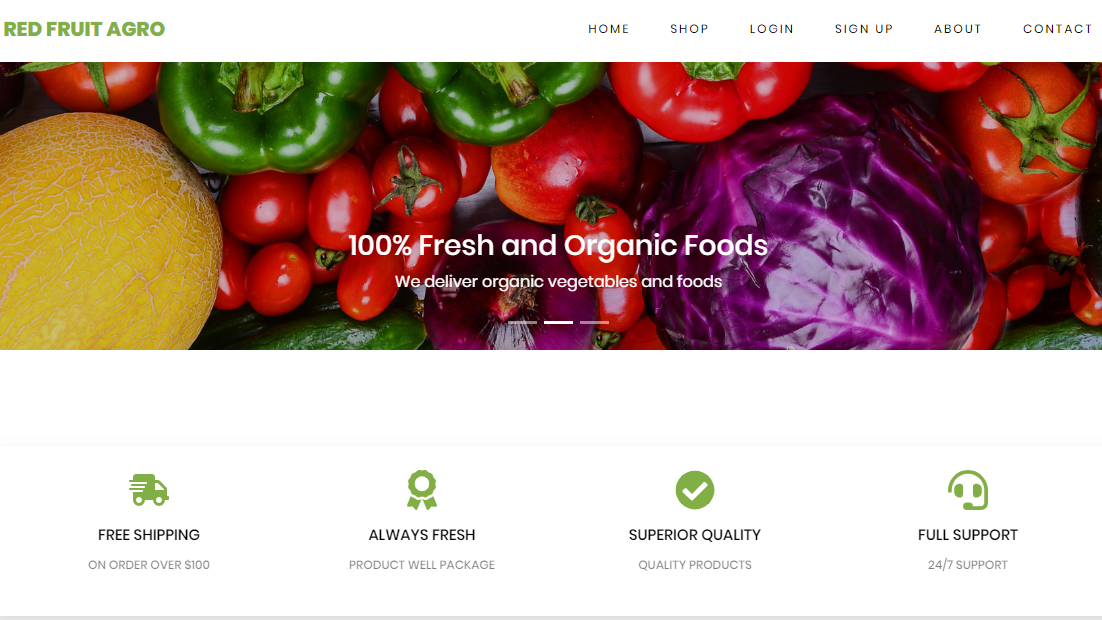 RED FRUIT AGRO
HOME SHOP LOGIN SIGN UP ABOUT CONTACT
100% Fresh and Organic Foods
We deliver organic vegetables and foods
FREE SHIPPING
ON ORDER OVER $100
ALWAYS FRESH
PRODUCT WELL PACKAGE
SUPERIOR QUALITY
QUALITY PRODUCTS
FULL SUPPORT
24/7 SUPPORT